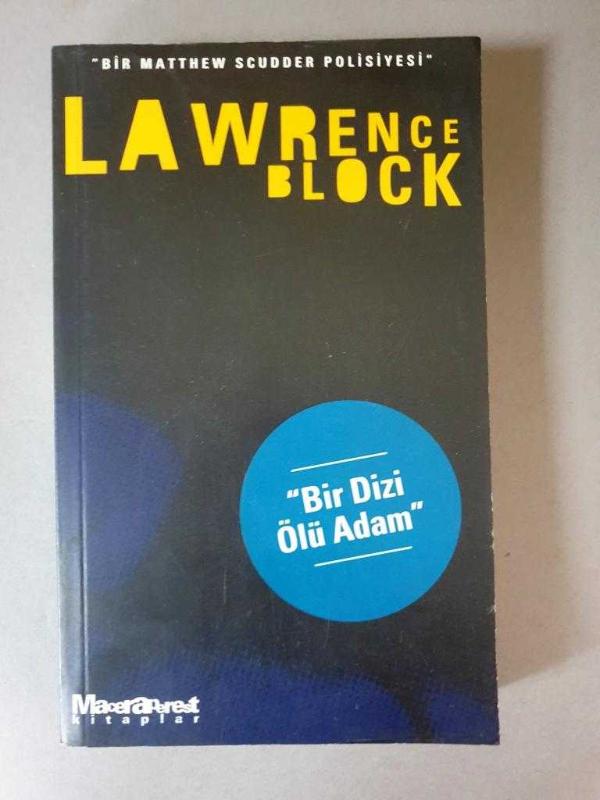 "BİR MATTHEW SCUDDER POLİSİYESİ"
LAWRENCE
BLOCK
"Bir Dizi
Ölü Adam"
Maceraperest
kitaplar